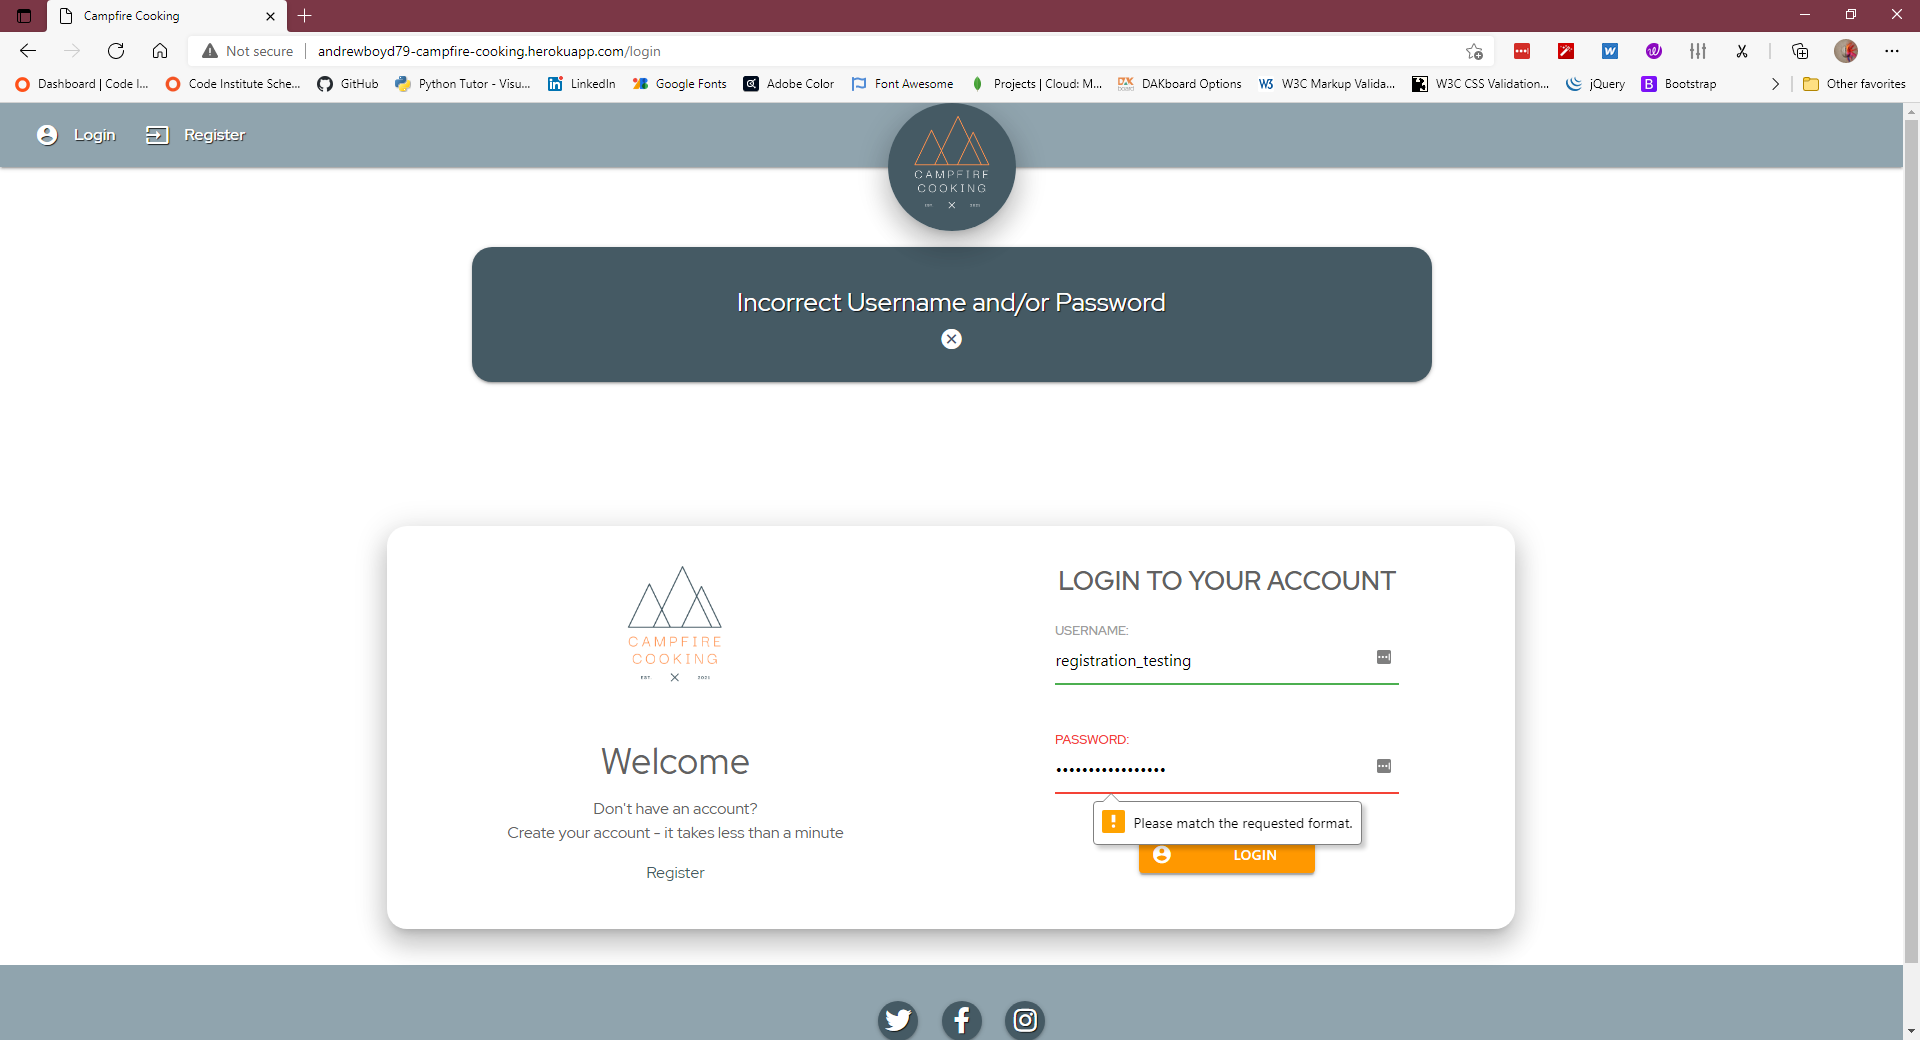 Campfire Cooking
Not secure
andrewboyd79-campfire-cooking.herokuapp.com/login
Dashboard | Code I...
Code Institute Sche...
GitHub
Python Tutor - Visu...
LinkedIn
Google Fonts
Adobe Color
Font Awesome
Projects | Cloud: M...
DAKboard Options
W3C Markup Valida...
W3C CSS Validation...
jQuery
Bootstrap
Other favorites
Login
Register
CAMPFIRE
COOKING
EST. 2021
Incorrect Username and/or Password
CAMPFIRE
COOKING
EST 2021
Welcome
Don't have an account?
Create your account - it takes less than a minute
Register
LOGIN TO YOUR ACCOUNT
USERNAME:
registration_testing
PASSWORD:
•••••••••••••••••
Please match the requested format.
LOGIN